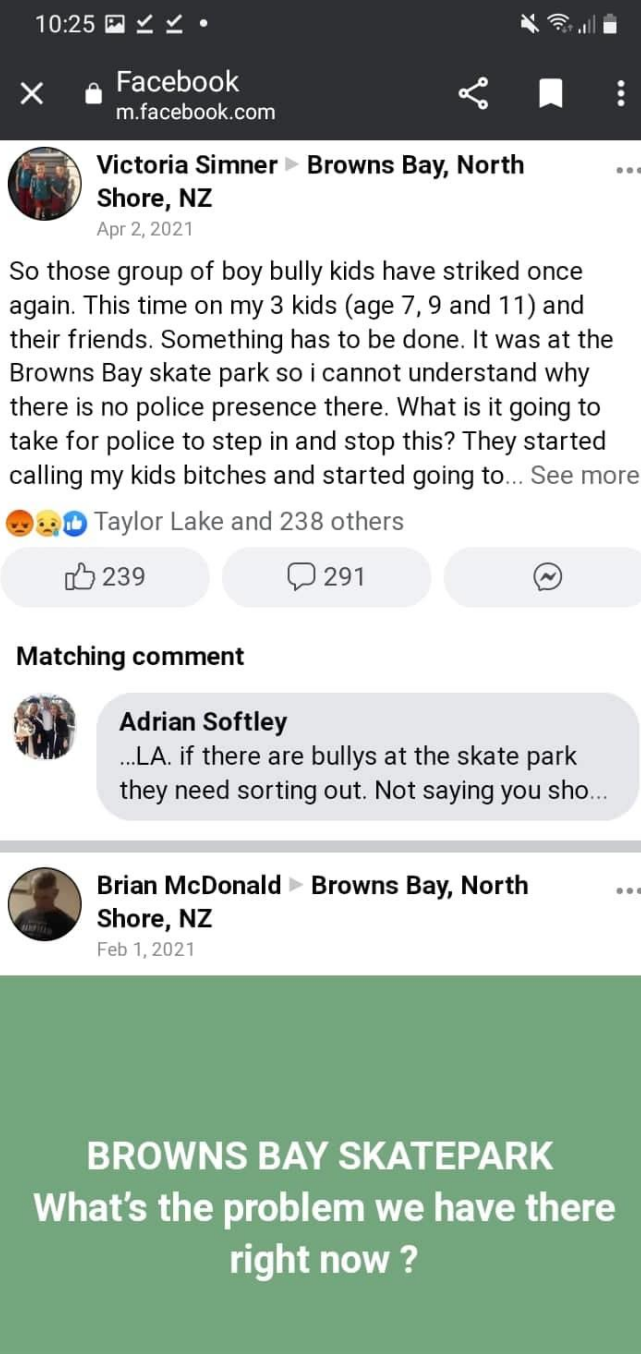 10:25
Facebook
m.facebook.com
Victoria Simner ▶ Browns Bay, North
Shore, NZ
Apr 2, 2021
So those group of boy bully kids have striked once
again. This time on my 3 kids (age 7, 9 and 11) and
their friends. Something has to be done. It was at the
Browns Bay skate park so i cannot understand why
there is no police presence there. What is it going to
take for police to step in and stop this? They started
calling my kids bitches and started going to... See more
Taylor Lake and 238 others
239 291
Matching comment
Adrian Softley
...LA. if there are bullys at the skate park
they need sorting out. Not saying you sho...
Brian McDonald ▶ Browns Bay, North
Shore, NZ
Feb 1, 2021
BROWNS BAY SKATEPARK
What's the problem we have there
right now ?